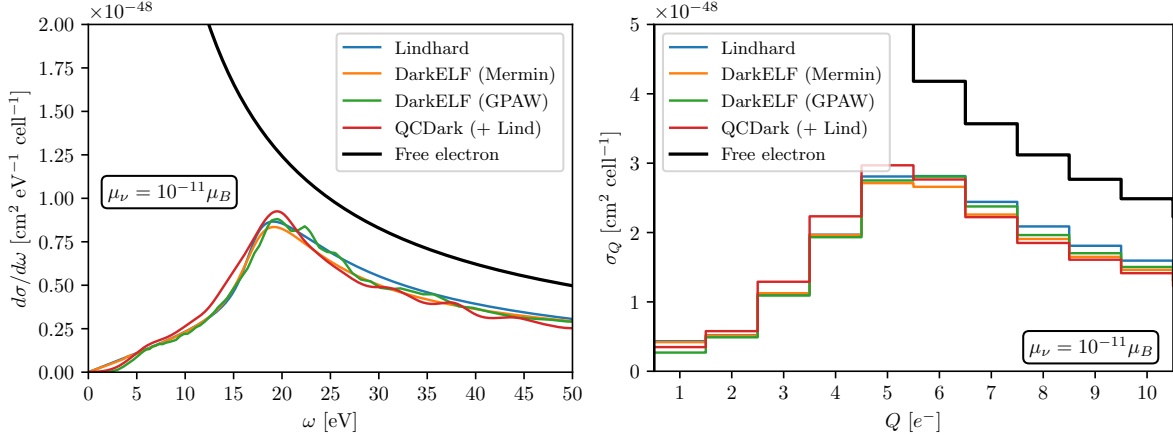 ×10⁻⁴⁸
2.00
1.75
1.50
1.25
1.00
0.75
0.50
0.25
0.00
dσ/dω [cm² eV⁻¹ cell⁻¹]
Lindhard
DarkELF (Mermin)
DarkELF (GPAW)
QCDark (+ Lind)
Free electron
μ_ν = 10⁻¹¹μ_B
0 5 10 15 20 25 30 35 40 45 50
ω [eV]
×10⁻⁴⁸
5
4
3
2
1
0
σ_Q [cm² cell⁻¹]
Lindhard
DarkELF (Mermin)
DarkELF (GPAW)
QCDark (+ Lind)
Free electron
μ_ν = 10⁻¹¹μ_B
1 2 3 4 5 6 7 8 9 10
Q [e⁻]